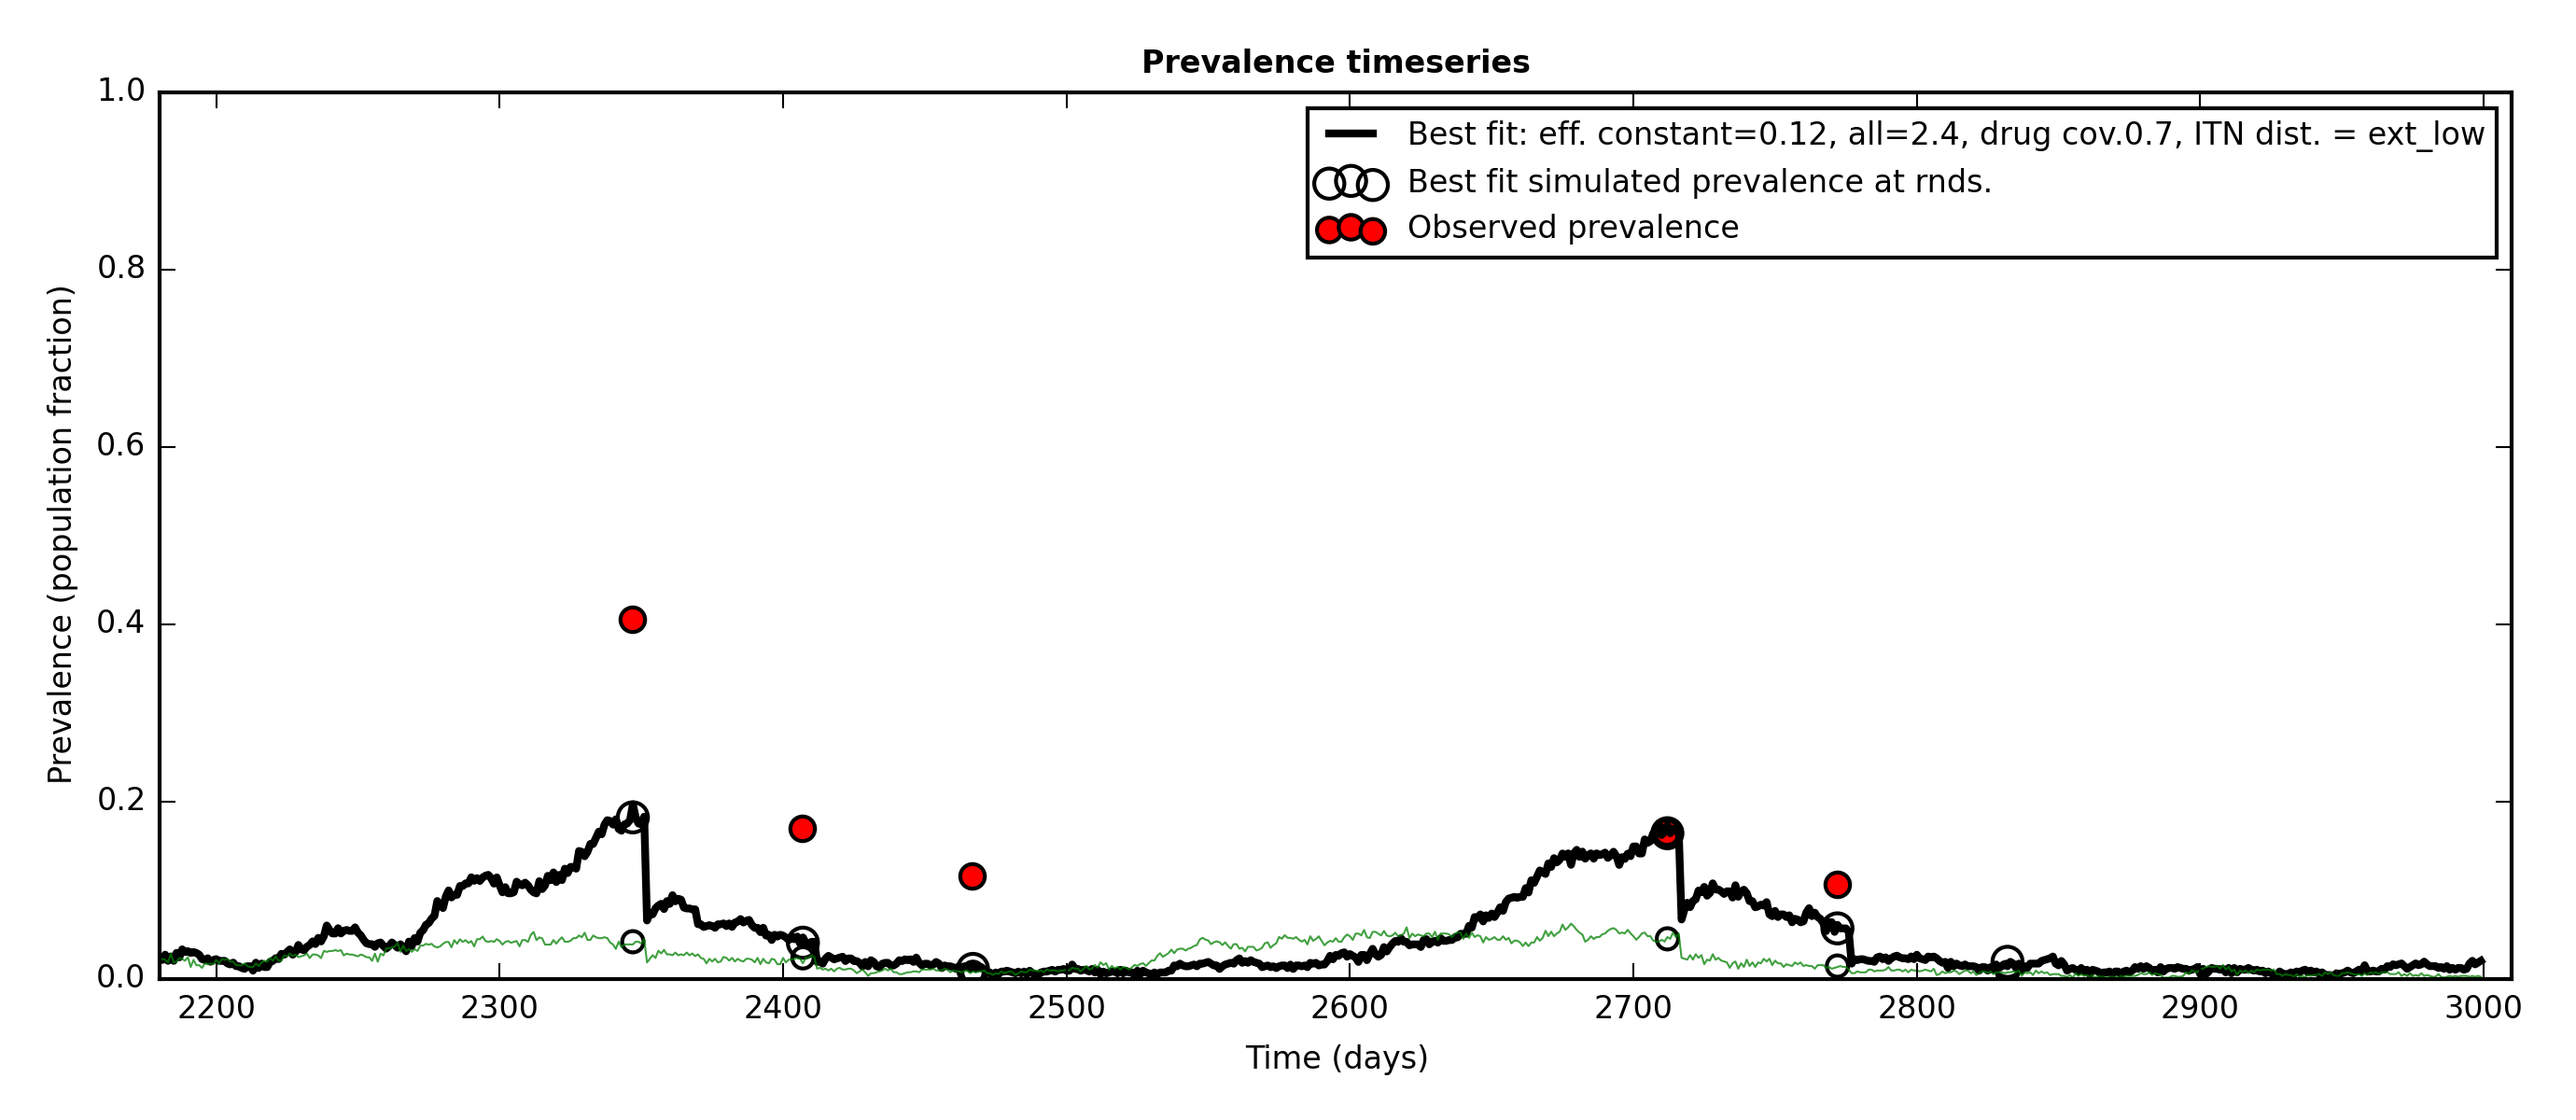 Prevalence timeseries
1.0
0.8
0.6
0.4
0.2
0.0
Prevalence (population fraction)
Best fit: eff. constant=0.12, all=2.4, drug cov.0.7, ITN dist. = ext_low
Best fit simulated prevalence at rnds.
Observed prevalence
2200 2300 2400 2500 2600 2700 2800 2900 3000
Time (days)